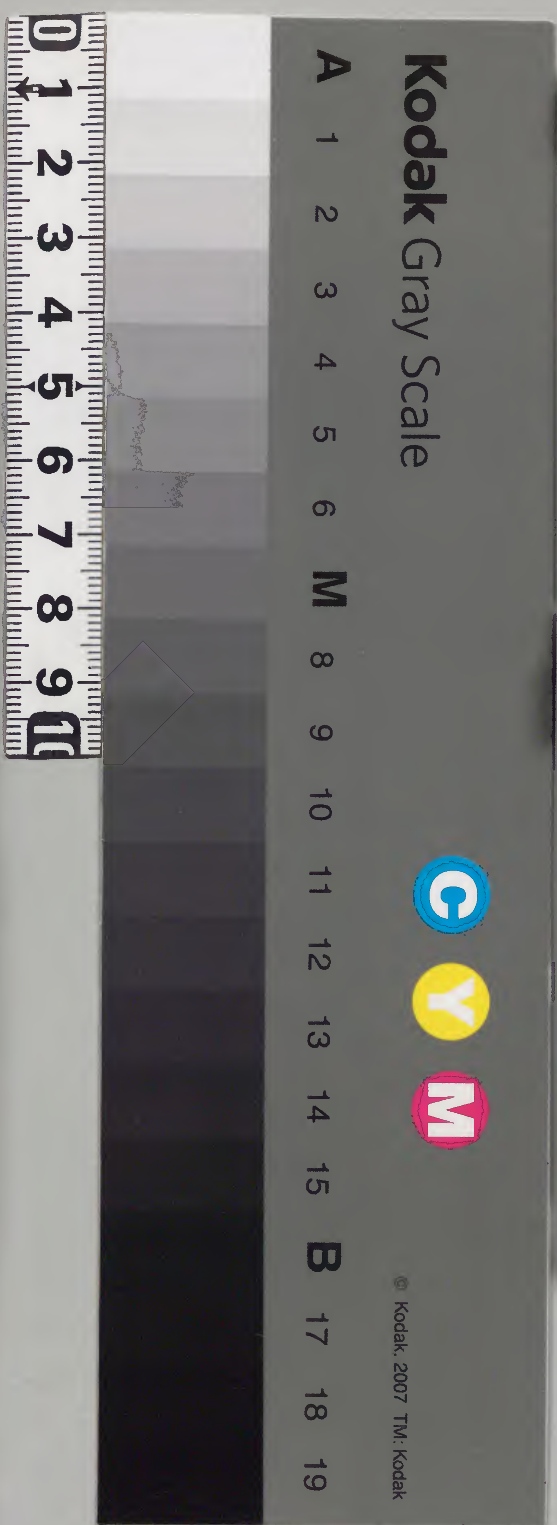 Kodak Gray Scale
C Y M
© Kodak, 2007 TM: Kodak
A 1 2 3 4 5 6 M 8 9 10 11 12 13 14 15 B 17 18 19
0 1 2 3 4 5 6 7 8 9 10